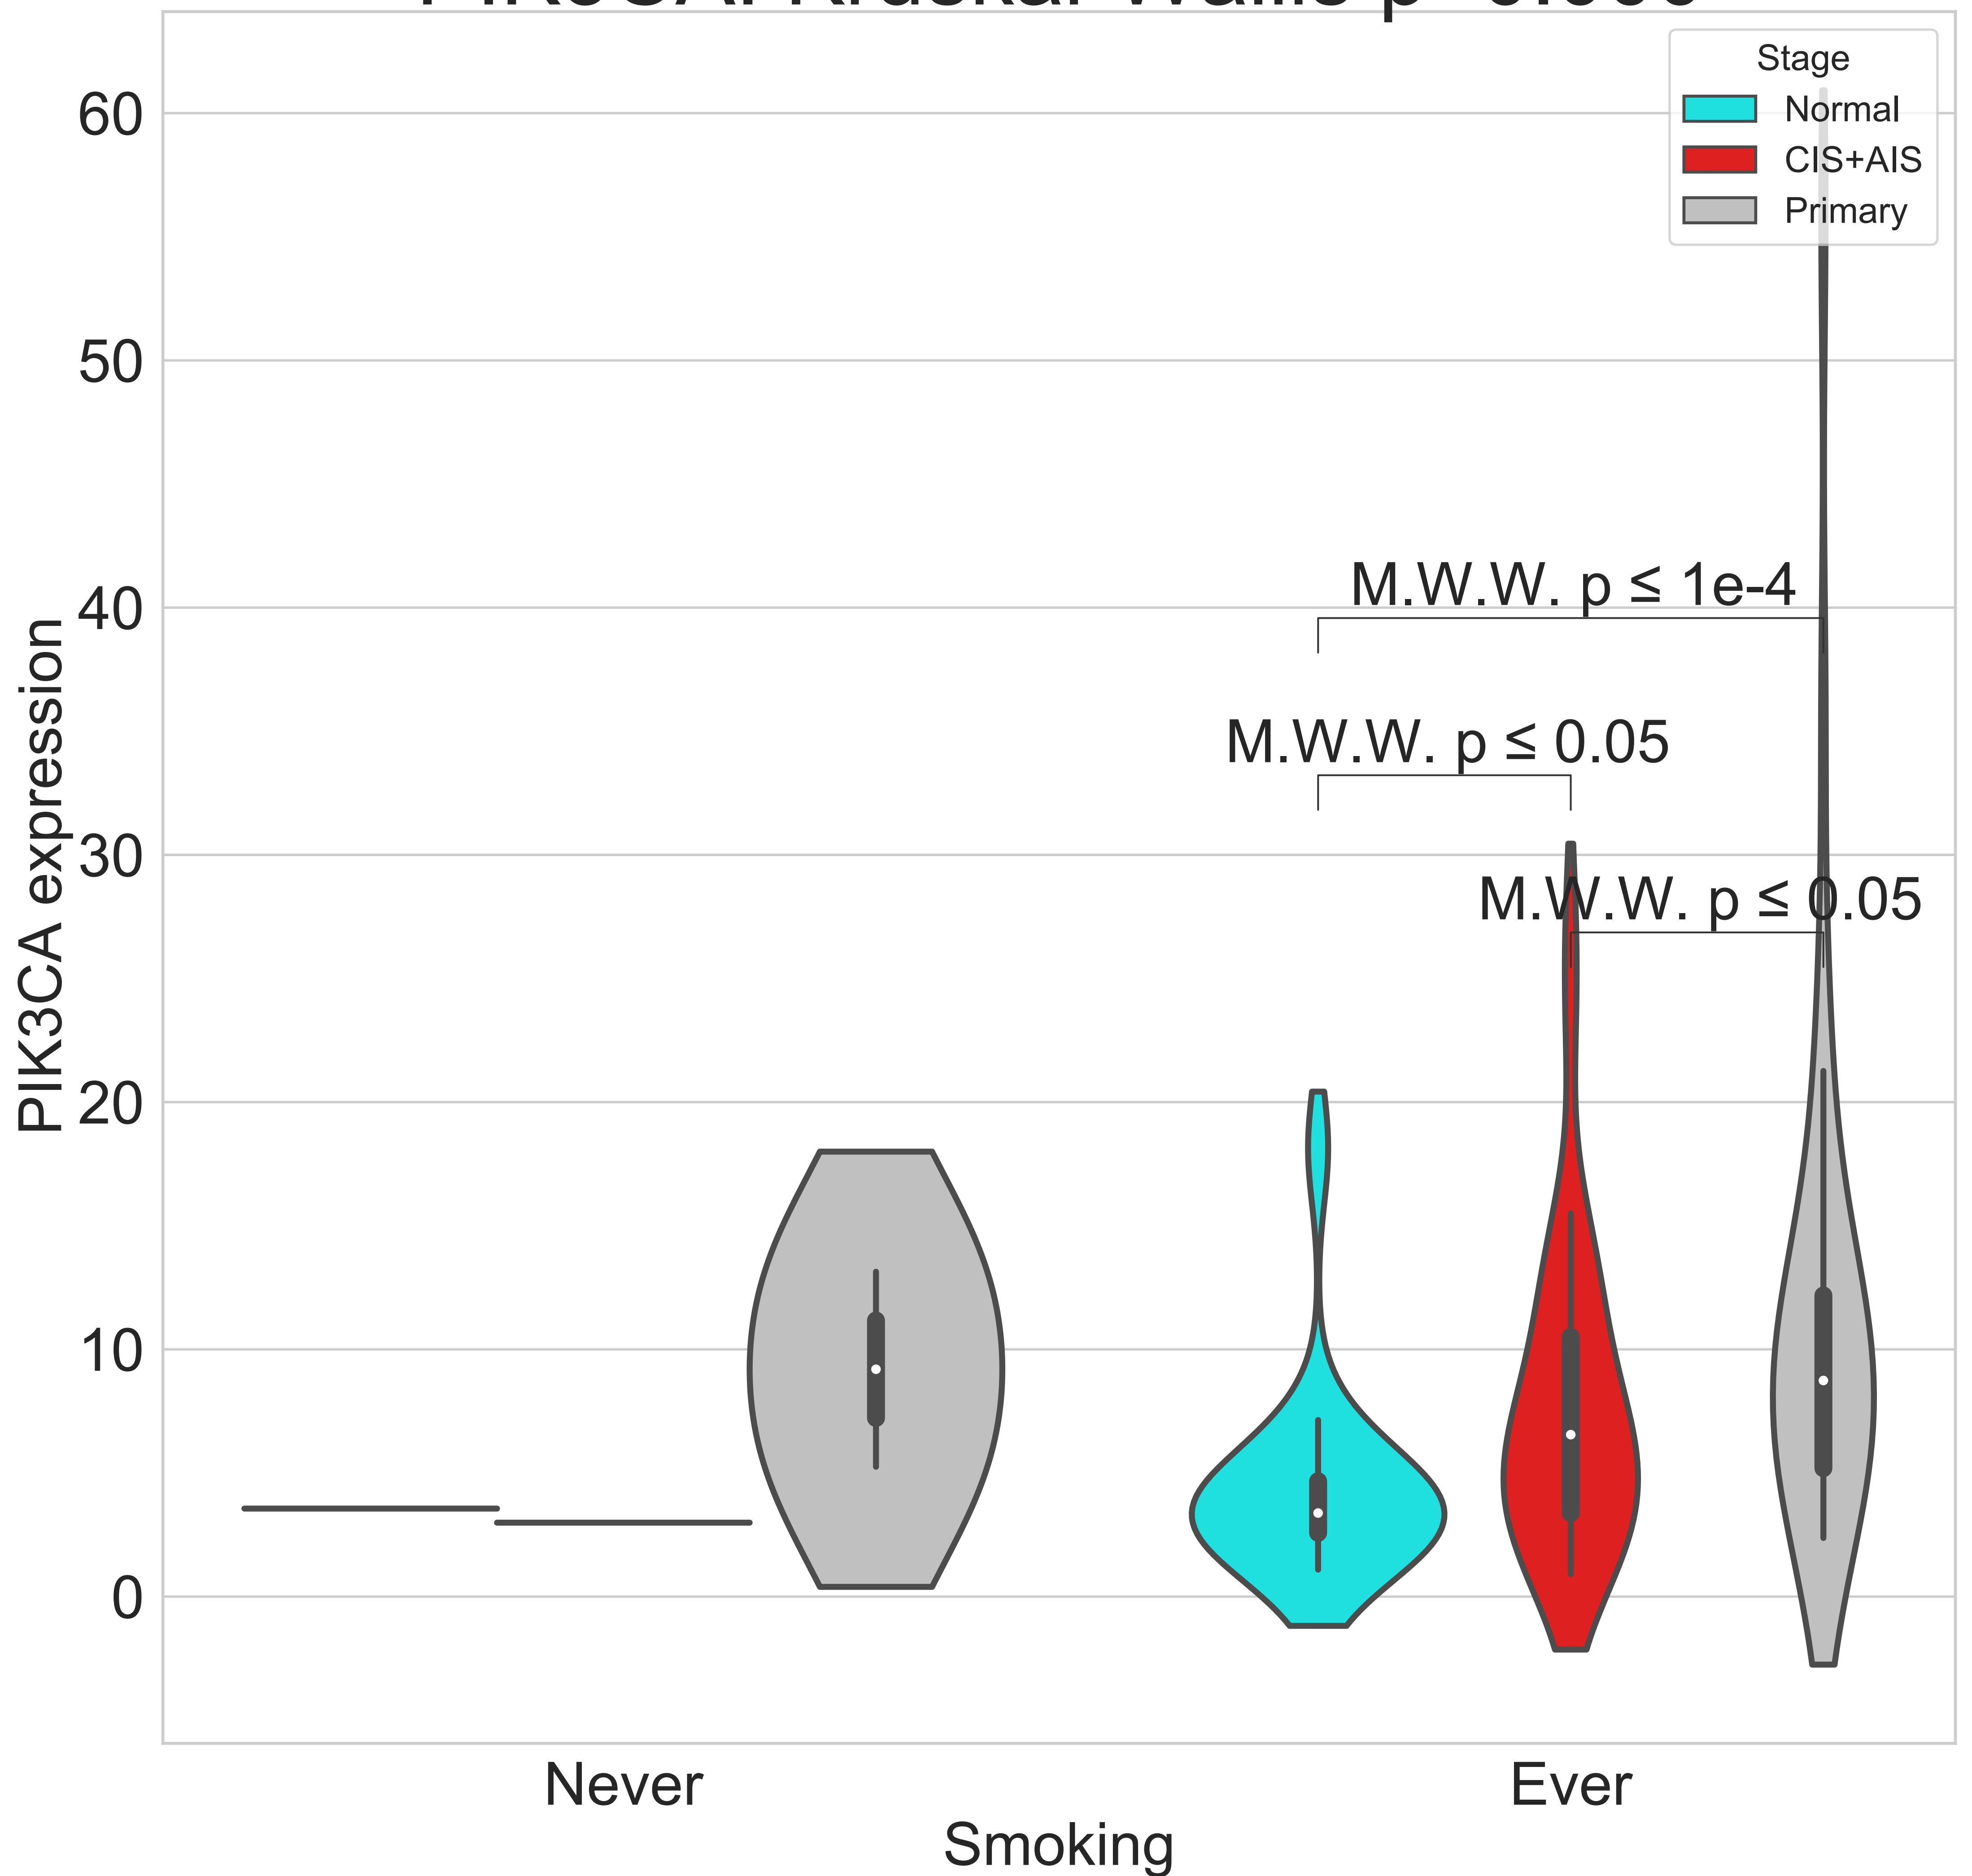 Stage
Normal
CIS+AIS
Primary
60
50
40
30
20
10
0
PIK3CA expression
M.W.W. p ≤ 1e-4
M.W.W. p ≤ 0.05
M.W.W. p ≤ 0.05
Never
Ever
Smoking